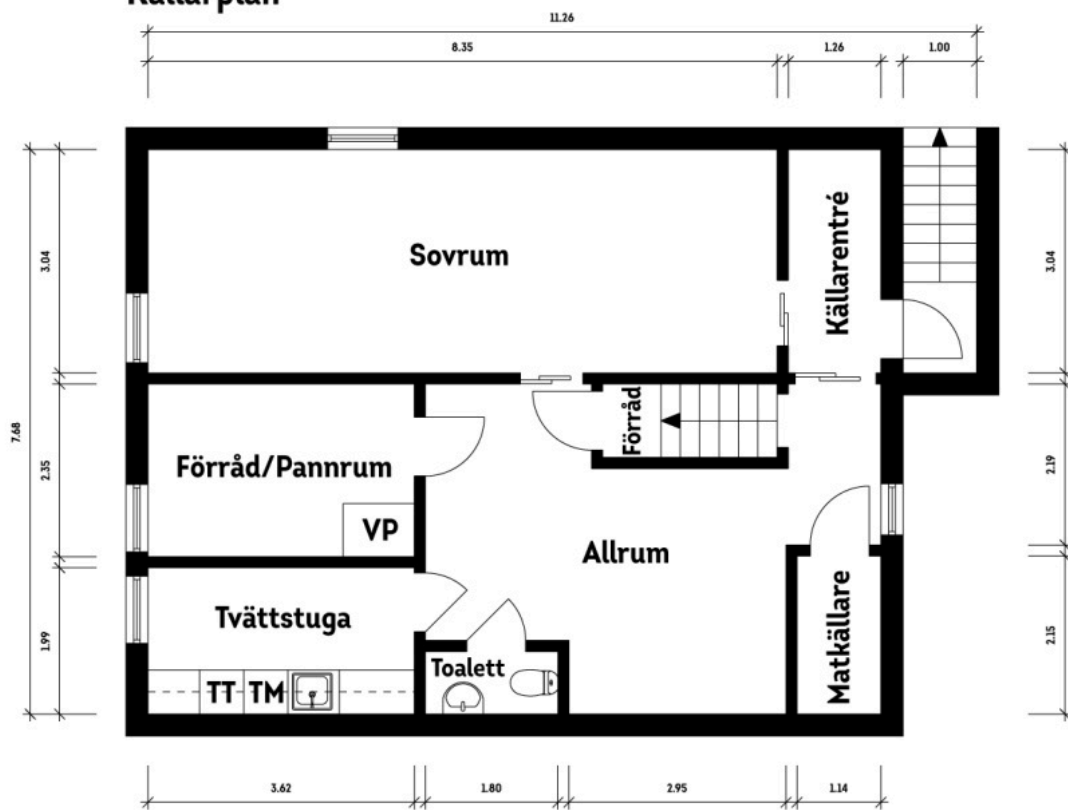 Källarplan
11.26
8.35
1.26
1.00
3.04
3.04
Sovrum
Källarentré
7.68
2.35
2.19
Förråd
Förråd/Pannrum
VP
Allrum
1.99
2.15
Tvättstuga
Matkällare
Toalett
TT TM
3.62
1.80
2.95
1.14